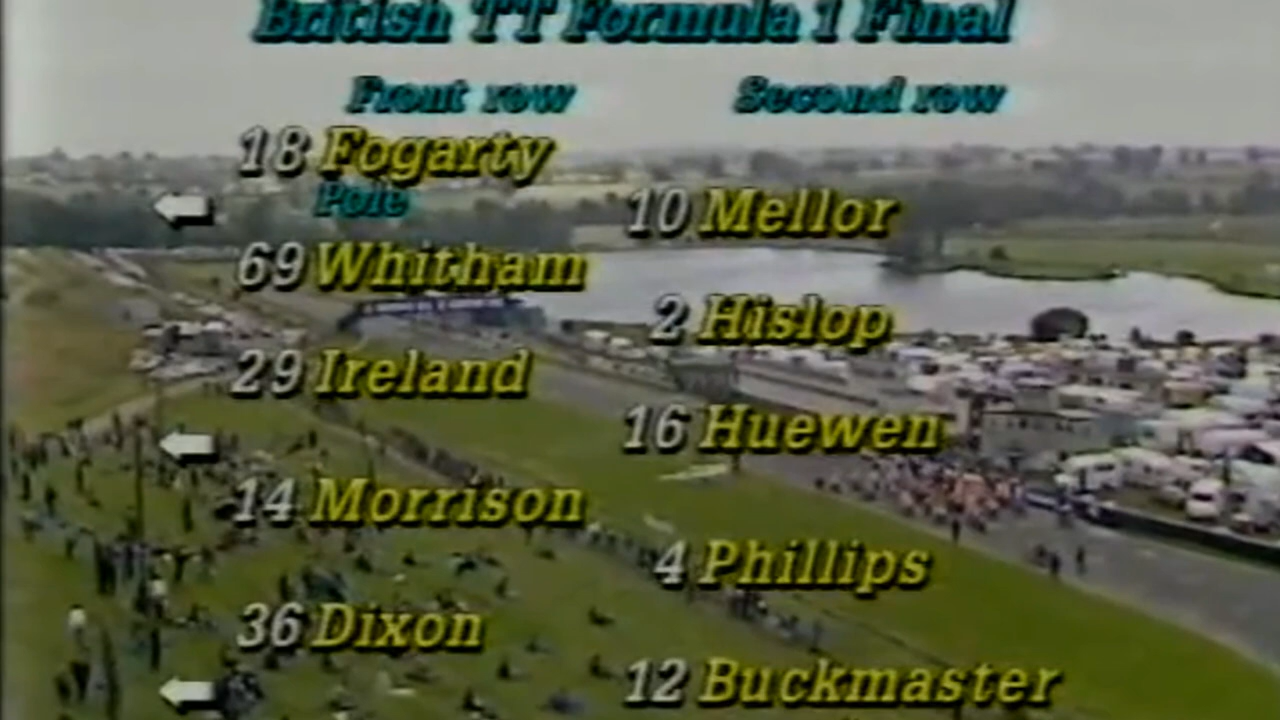 British TT Formula 1 Final
Front row
Second row
18 Fogarty
Pole
10 Mellor
69 Whitham
2 Hislop
29 Ireland
16 Huewen
14 Morrison
4 Phillips
36 Dixon
12 Buckmaster